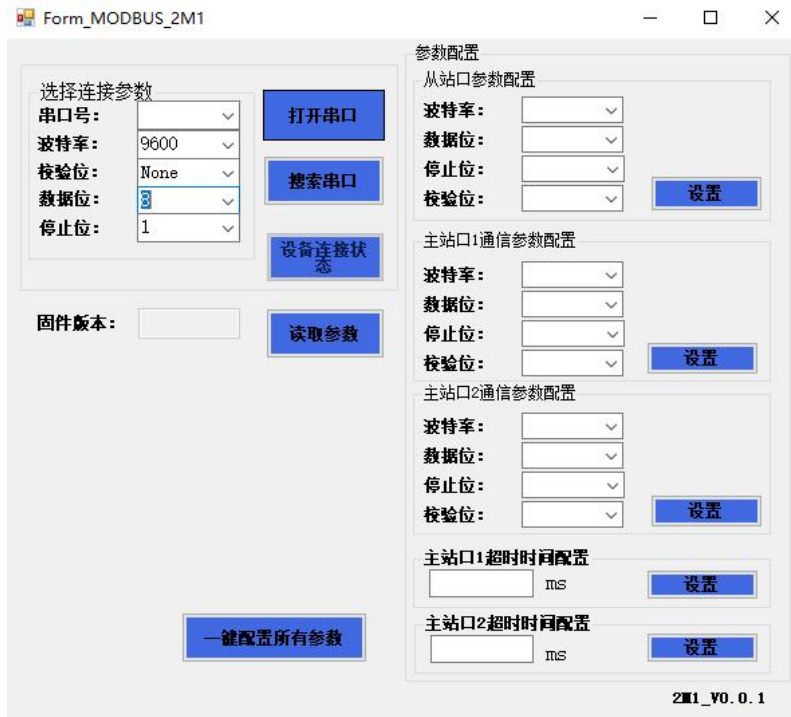 Form_MODBUS_2M1
选择连接参数
串口号：
波特率： 9600
校验位： None
数据位： 8
停止位： 1
打开串口
搜索串口
设备连接状
态
固件版本：
读取参数
一键配置所有参数
参数配置
从站口参数配置
波特率：
数据位：
停止位：
校验位：
设置
主站口1通信参数配置
波特率：
数据位：
停止位：
校验位：
设置
主站口2通信参数配置
波特率：
数据位：
停止位：
校验位：
设置
主站口1超时时间配置
ms
设置
主站口2超时时间配置
ms
设置
2M1_V0.0.1